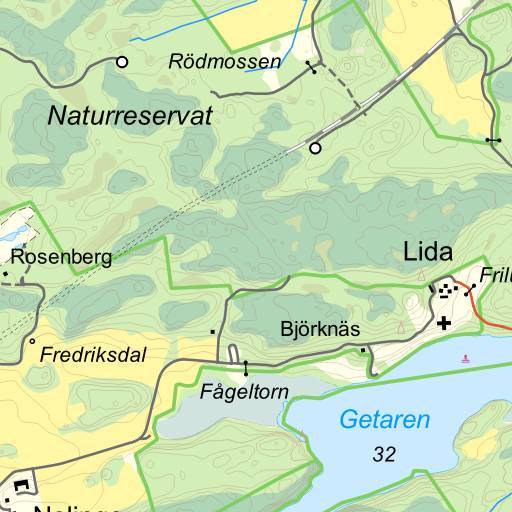 Rödmossen
Naturreservat
Lida
Rosenberg
Björknäs
Fredriksdal
Fågeltorn
Getaren
32